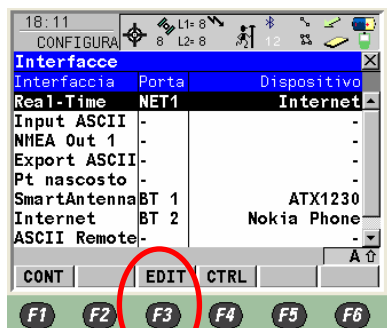 18:11
CONFIGURA
8
L1= 8
L2= 8
12
Interfacce
Interfaccia Porta Dispositivo
Real-Time NET1 Internet
Input ASCII - -
NMEA Out 1 - -
Export ASCII - -
Pt nascosto - -
SmartAntenna BT 1 ATX1230
Internet BT 2 Nokia Phone
ASCII Remote - -
A
CONT EDIT CTRL
F1 F2 F3 F4 F5 F6